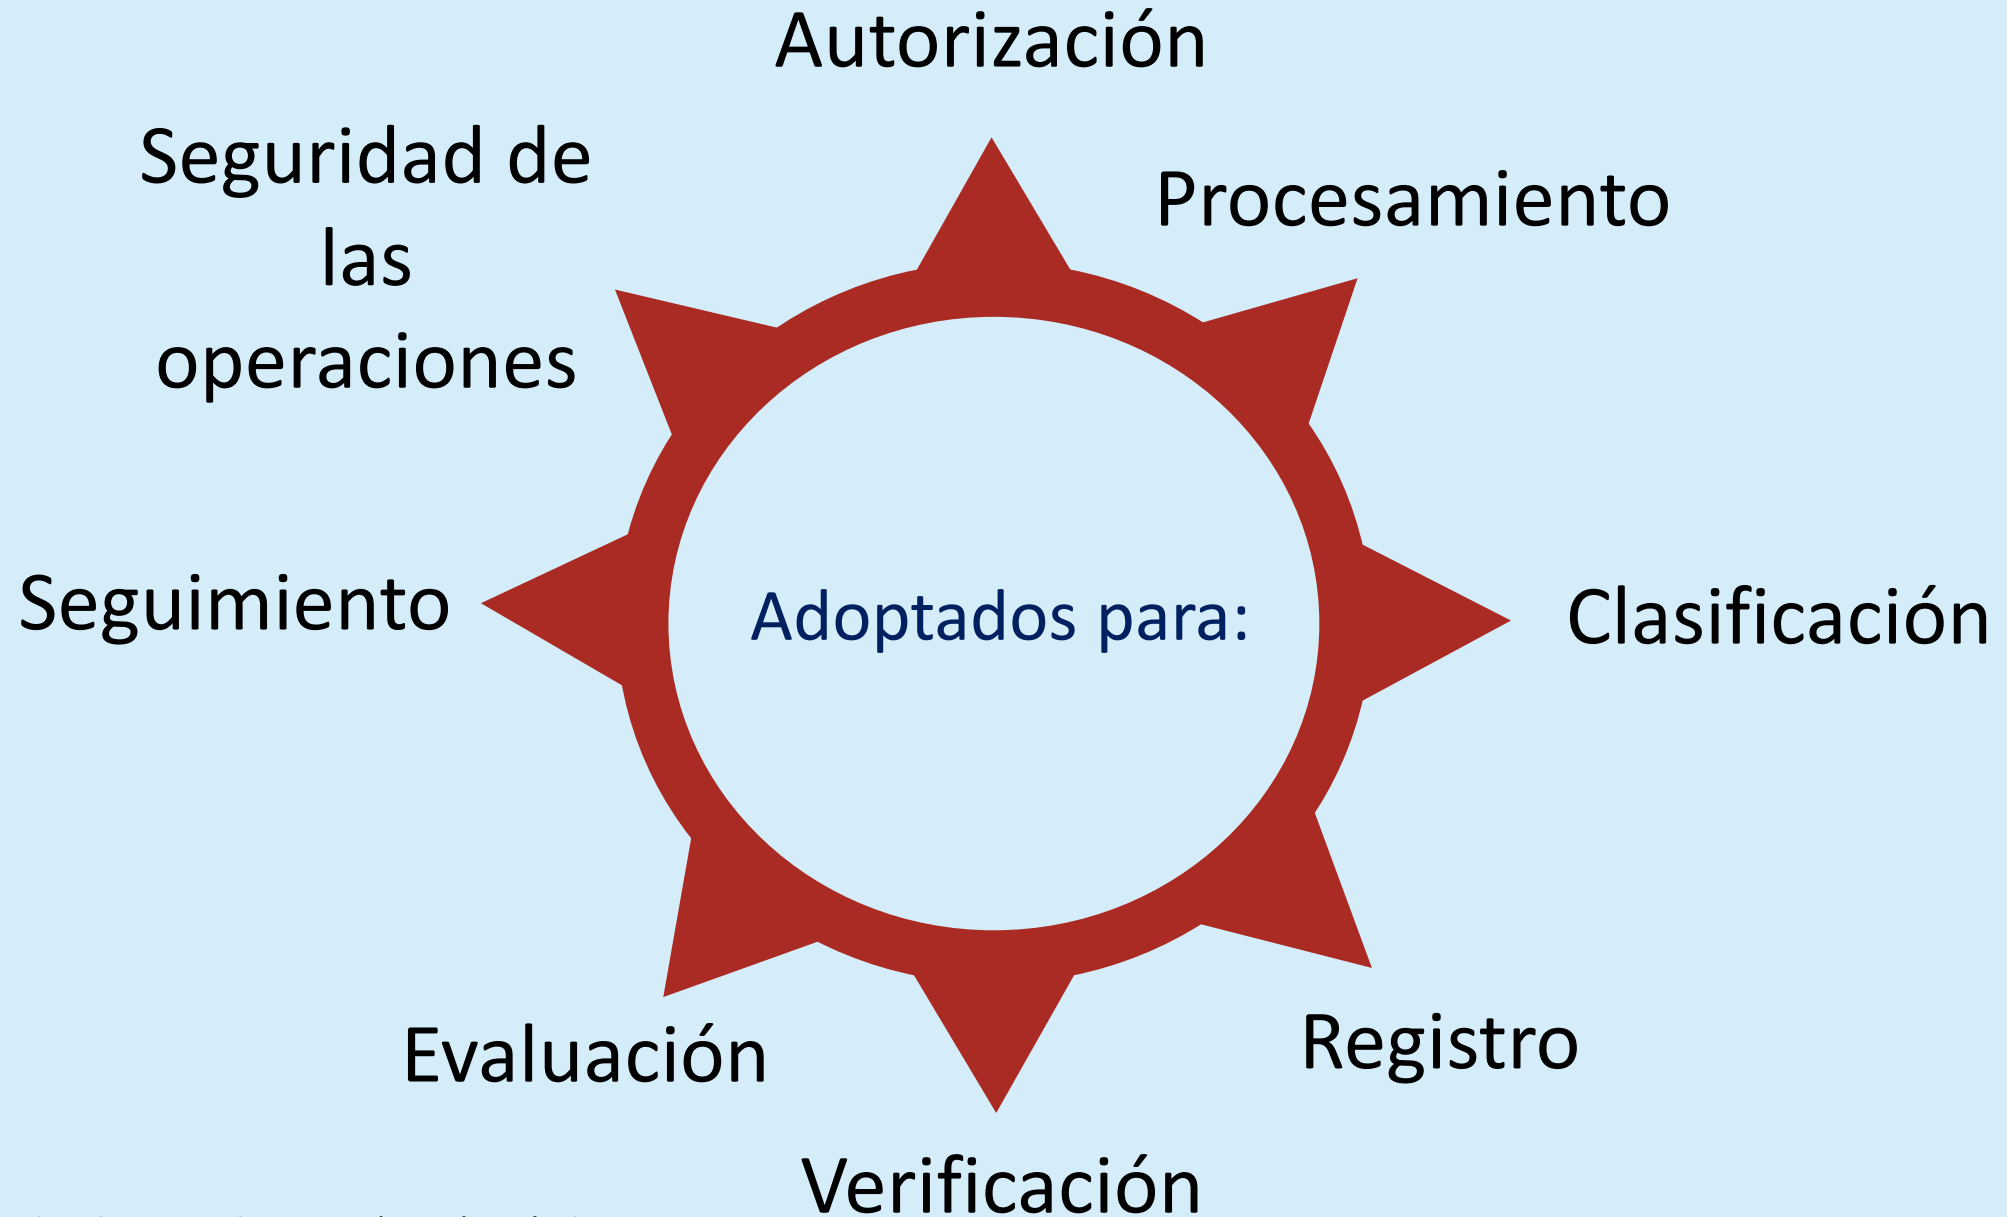 Autorización
Seguridad de
las
operaciones
Procesamiento
Seguimiento
Adoptados para:
Clasificación
Evaluación
Registro
Verificación